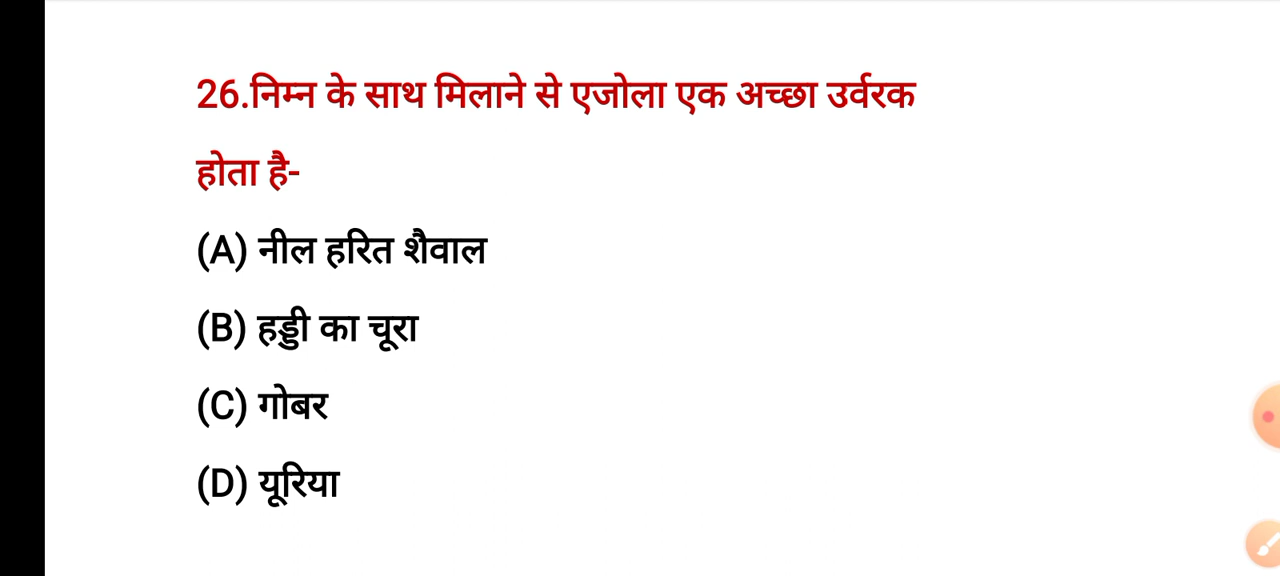 26.निम्न के साथ मिलाने से एजोला एक अच्छा उर्वरक
होता है-
(A) नील हरित शैवाल
(B) हड्डी का चूरा
(C) गोबर
(D) यूरिया